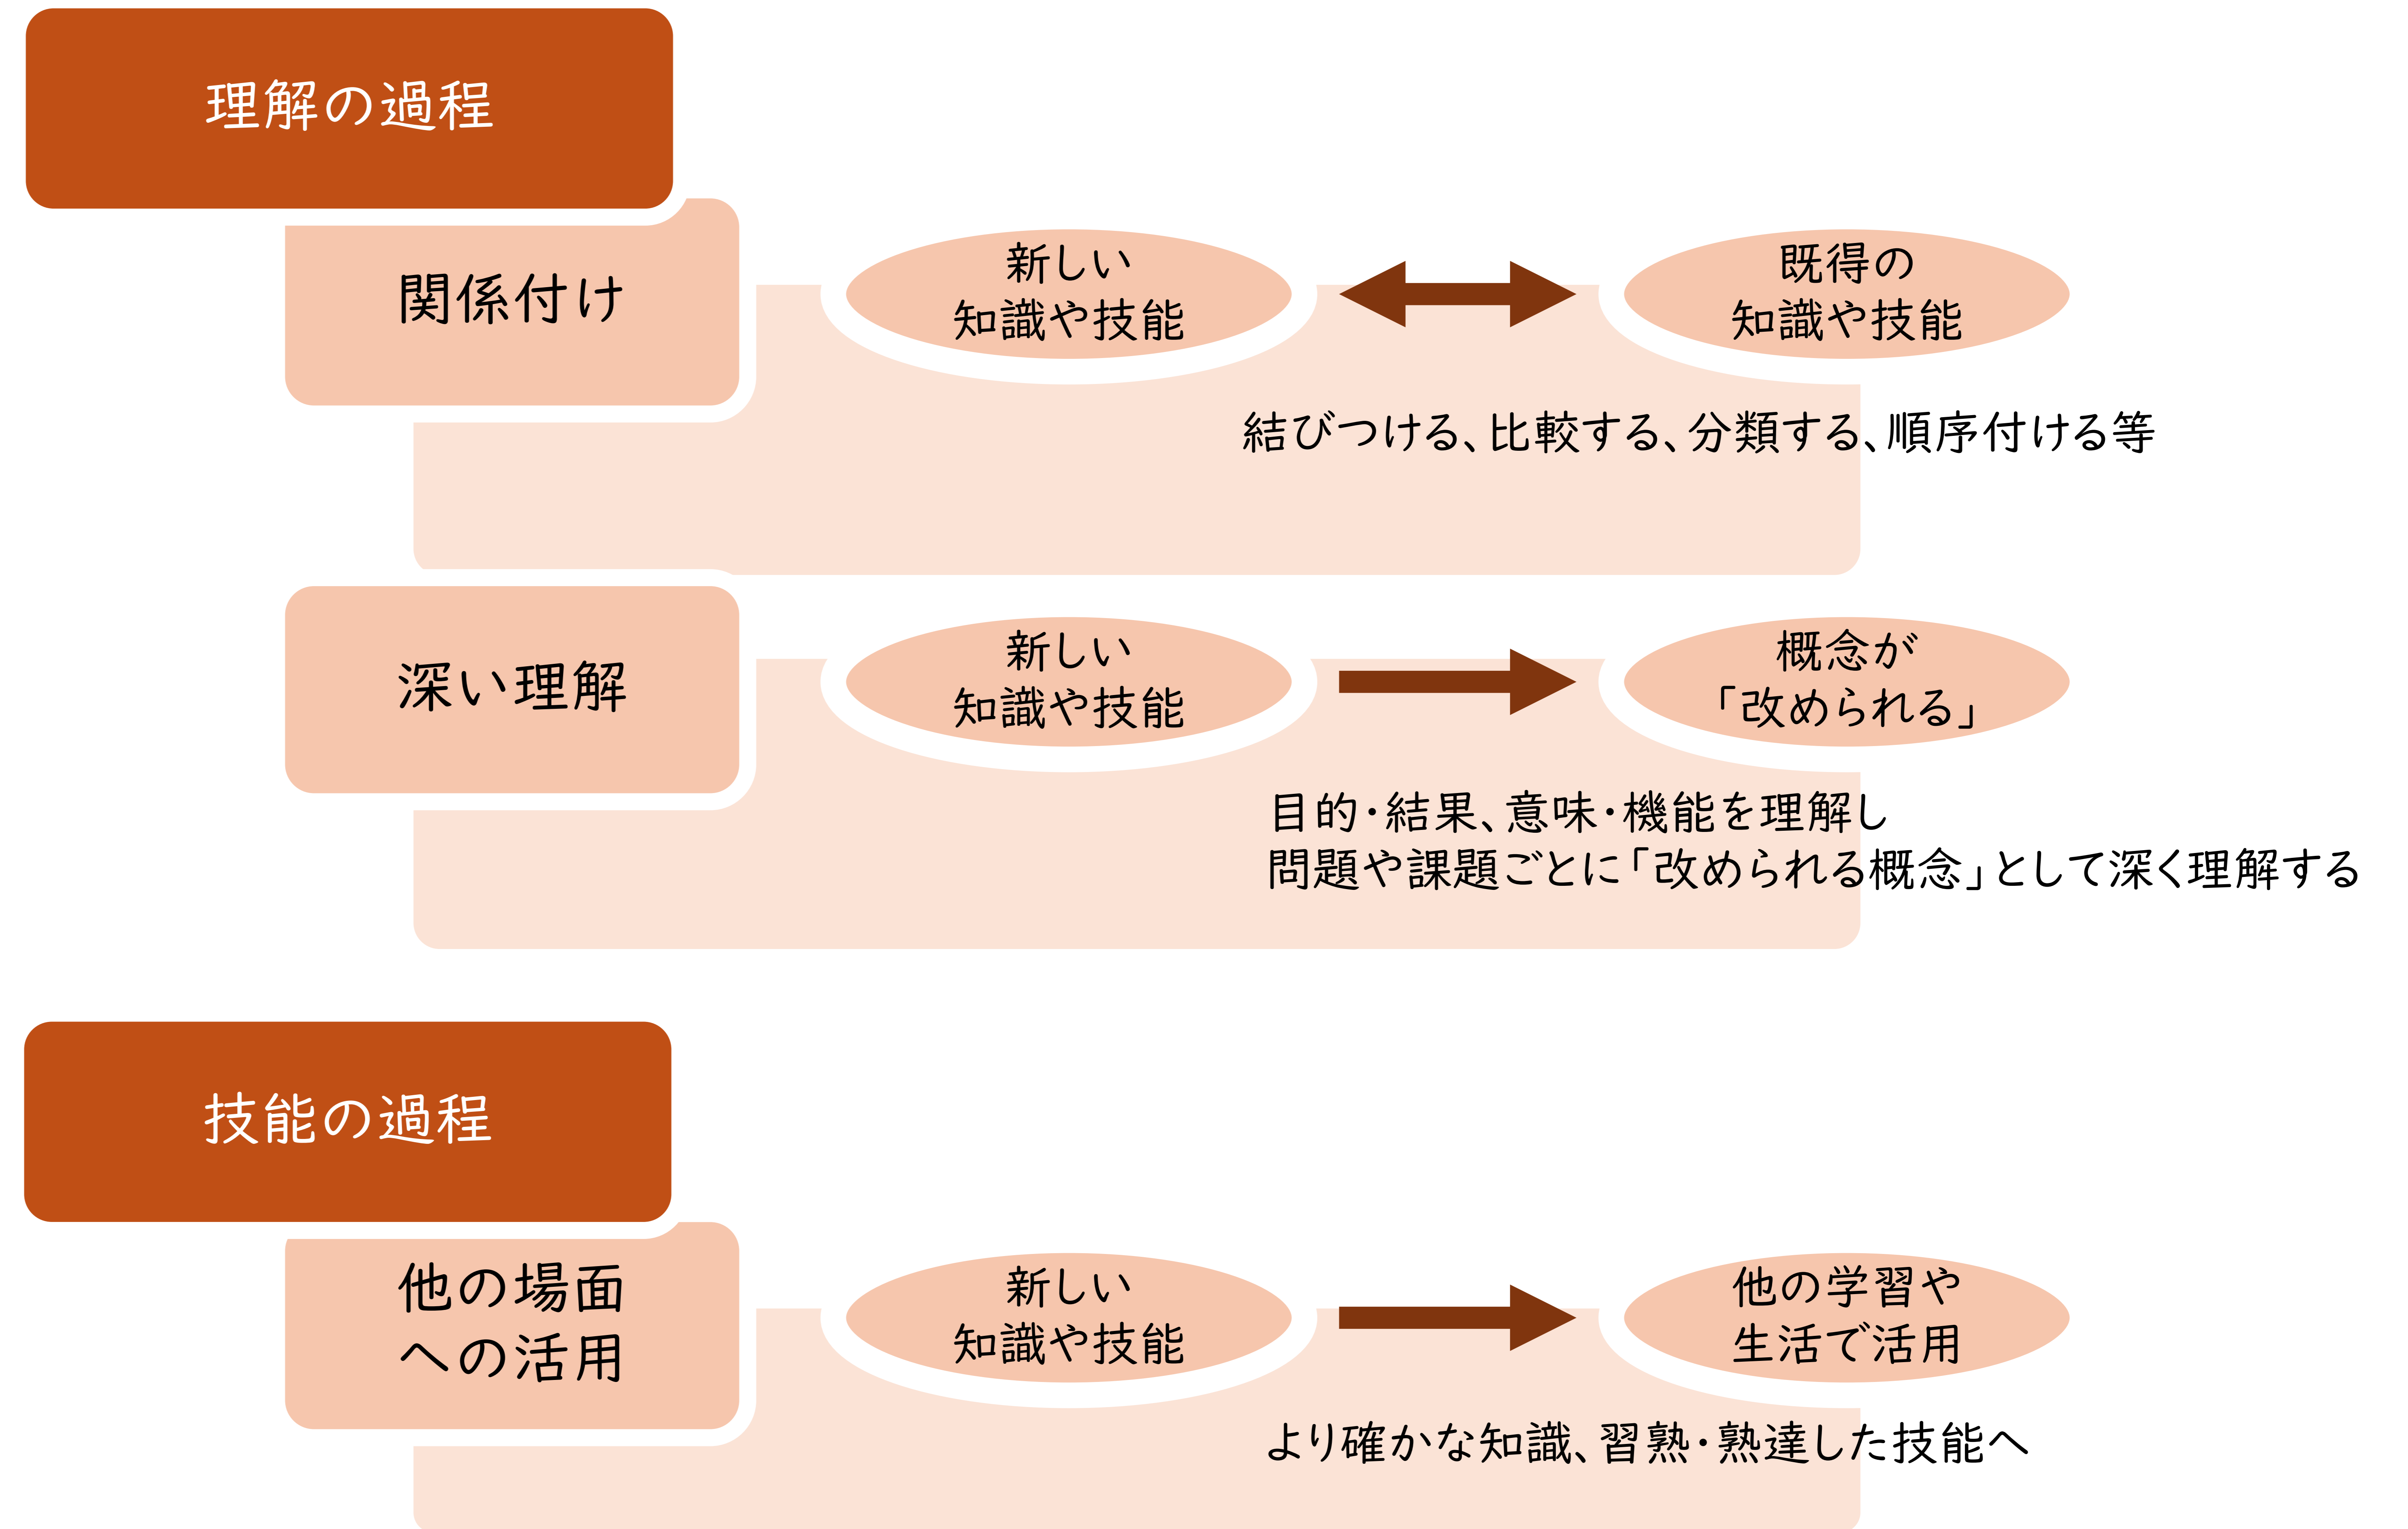 理解の過程
関係付け
新しい
知識や技能
既得の
知識や技能
結びつける、比較する、分類する、順序付ける等
深い理解
新しい
知識や技能
概念が
「改められる」
目的・結果、意味・機能を理解し
問題や課題ごとに「改められる概念」として深く理解する
技能の過程
他の場面
への活用
新しい
知識や技能
他の学習や
生活で活用
より確かな知識、習熟・熟達した技能へ